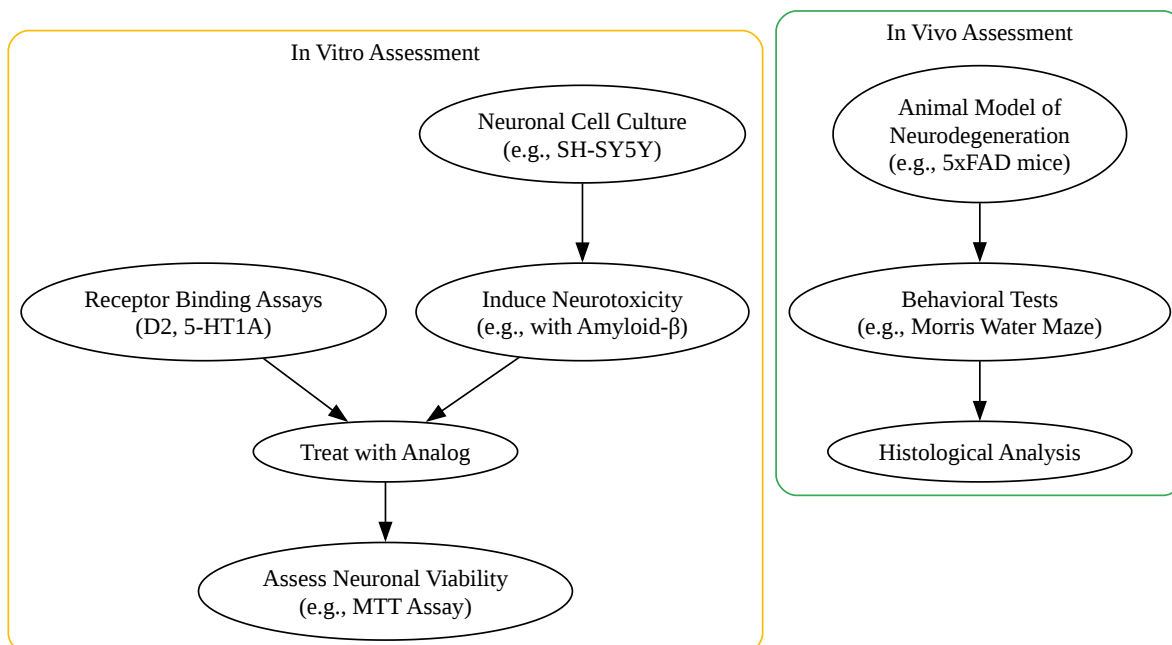 In Vitro Assessment
Neuronal Cell Culture
(e.g., SH-SY5Y)
Receptor Binding Assays
(D2, 5-HT1A)
Induce Neurotoxicity
(e.g., with Amyloid-β)
Treat with Analog
Assess Neuronal Viability
(e.g., MTT Assay)
In Vivo Assessment
Animal Model of
Neurodegeneration
(e.g., 5xFAD mice)
Behavioral Tests
(e.g., Morris Water Maze)
Histological Analysis